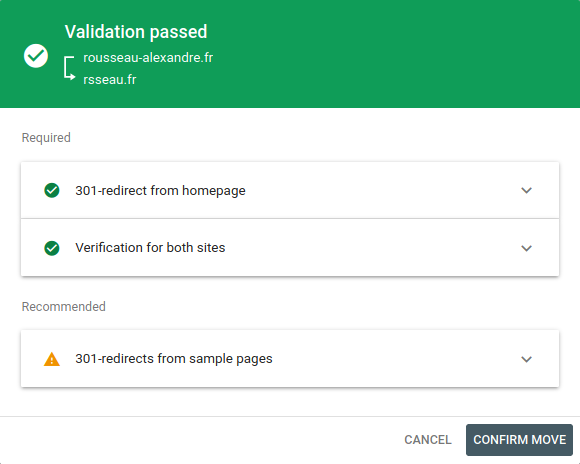 Validation passed
rousseau-alexandre.fr
rsseau.fr
Required
301-redirect from homepage
Verification for both sites
Recommended
301-redirects from sample pages
CANCEL CONFIRM MOVE